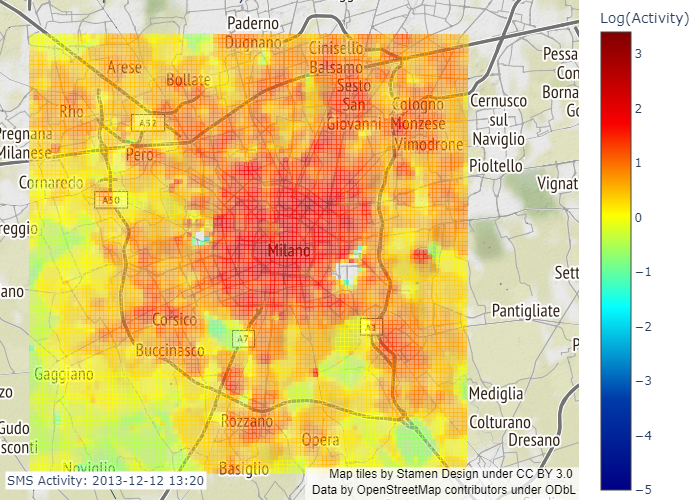 Log(Activity)
Paderno
Dugnano
Cinisello
Balsamo
Arese
Bollate
Sesto
San
Giovanni
Pessa
Con
Borna
Go
Rho
A52
Cologno
Monzese
Cernusco
sul
Naviglio
Pregnana
Milanese
Pero
Vimodrone
Pioltello
Cornaredo
A50
Vignat
reggio
Milano
Sett
ano
Pantigliate
Corsico
A7
Buccinasco
P
Gaggiano
zo
Mediglia
Gudo
sconti
Rozzano
Colturano
Dresano
Opera
Noviglio
Basiglio
SMS Activity: 2013-12-12 13:20
Map tiles by Stamen Design under CC BY 3.0
Data by OpenStreetMap contributors under ODbL
3
2
1
0
−1
−2
−3
−4
−5